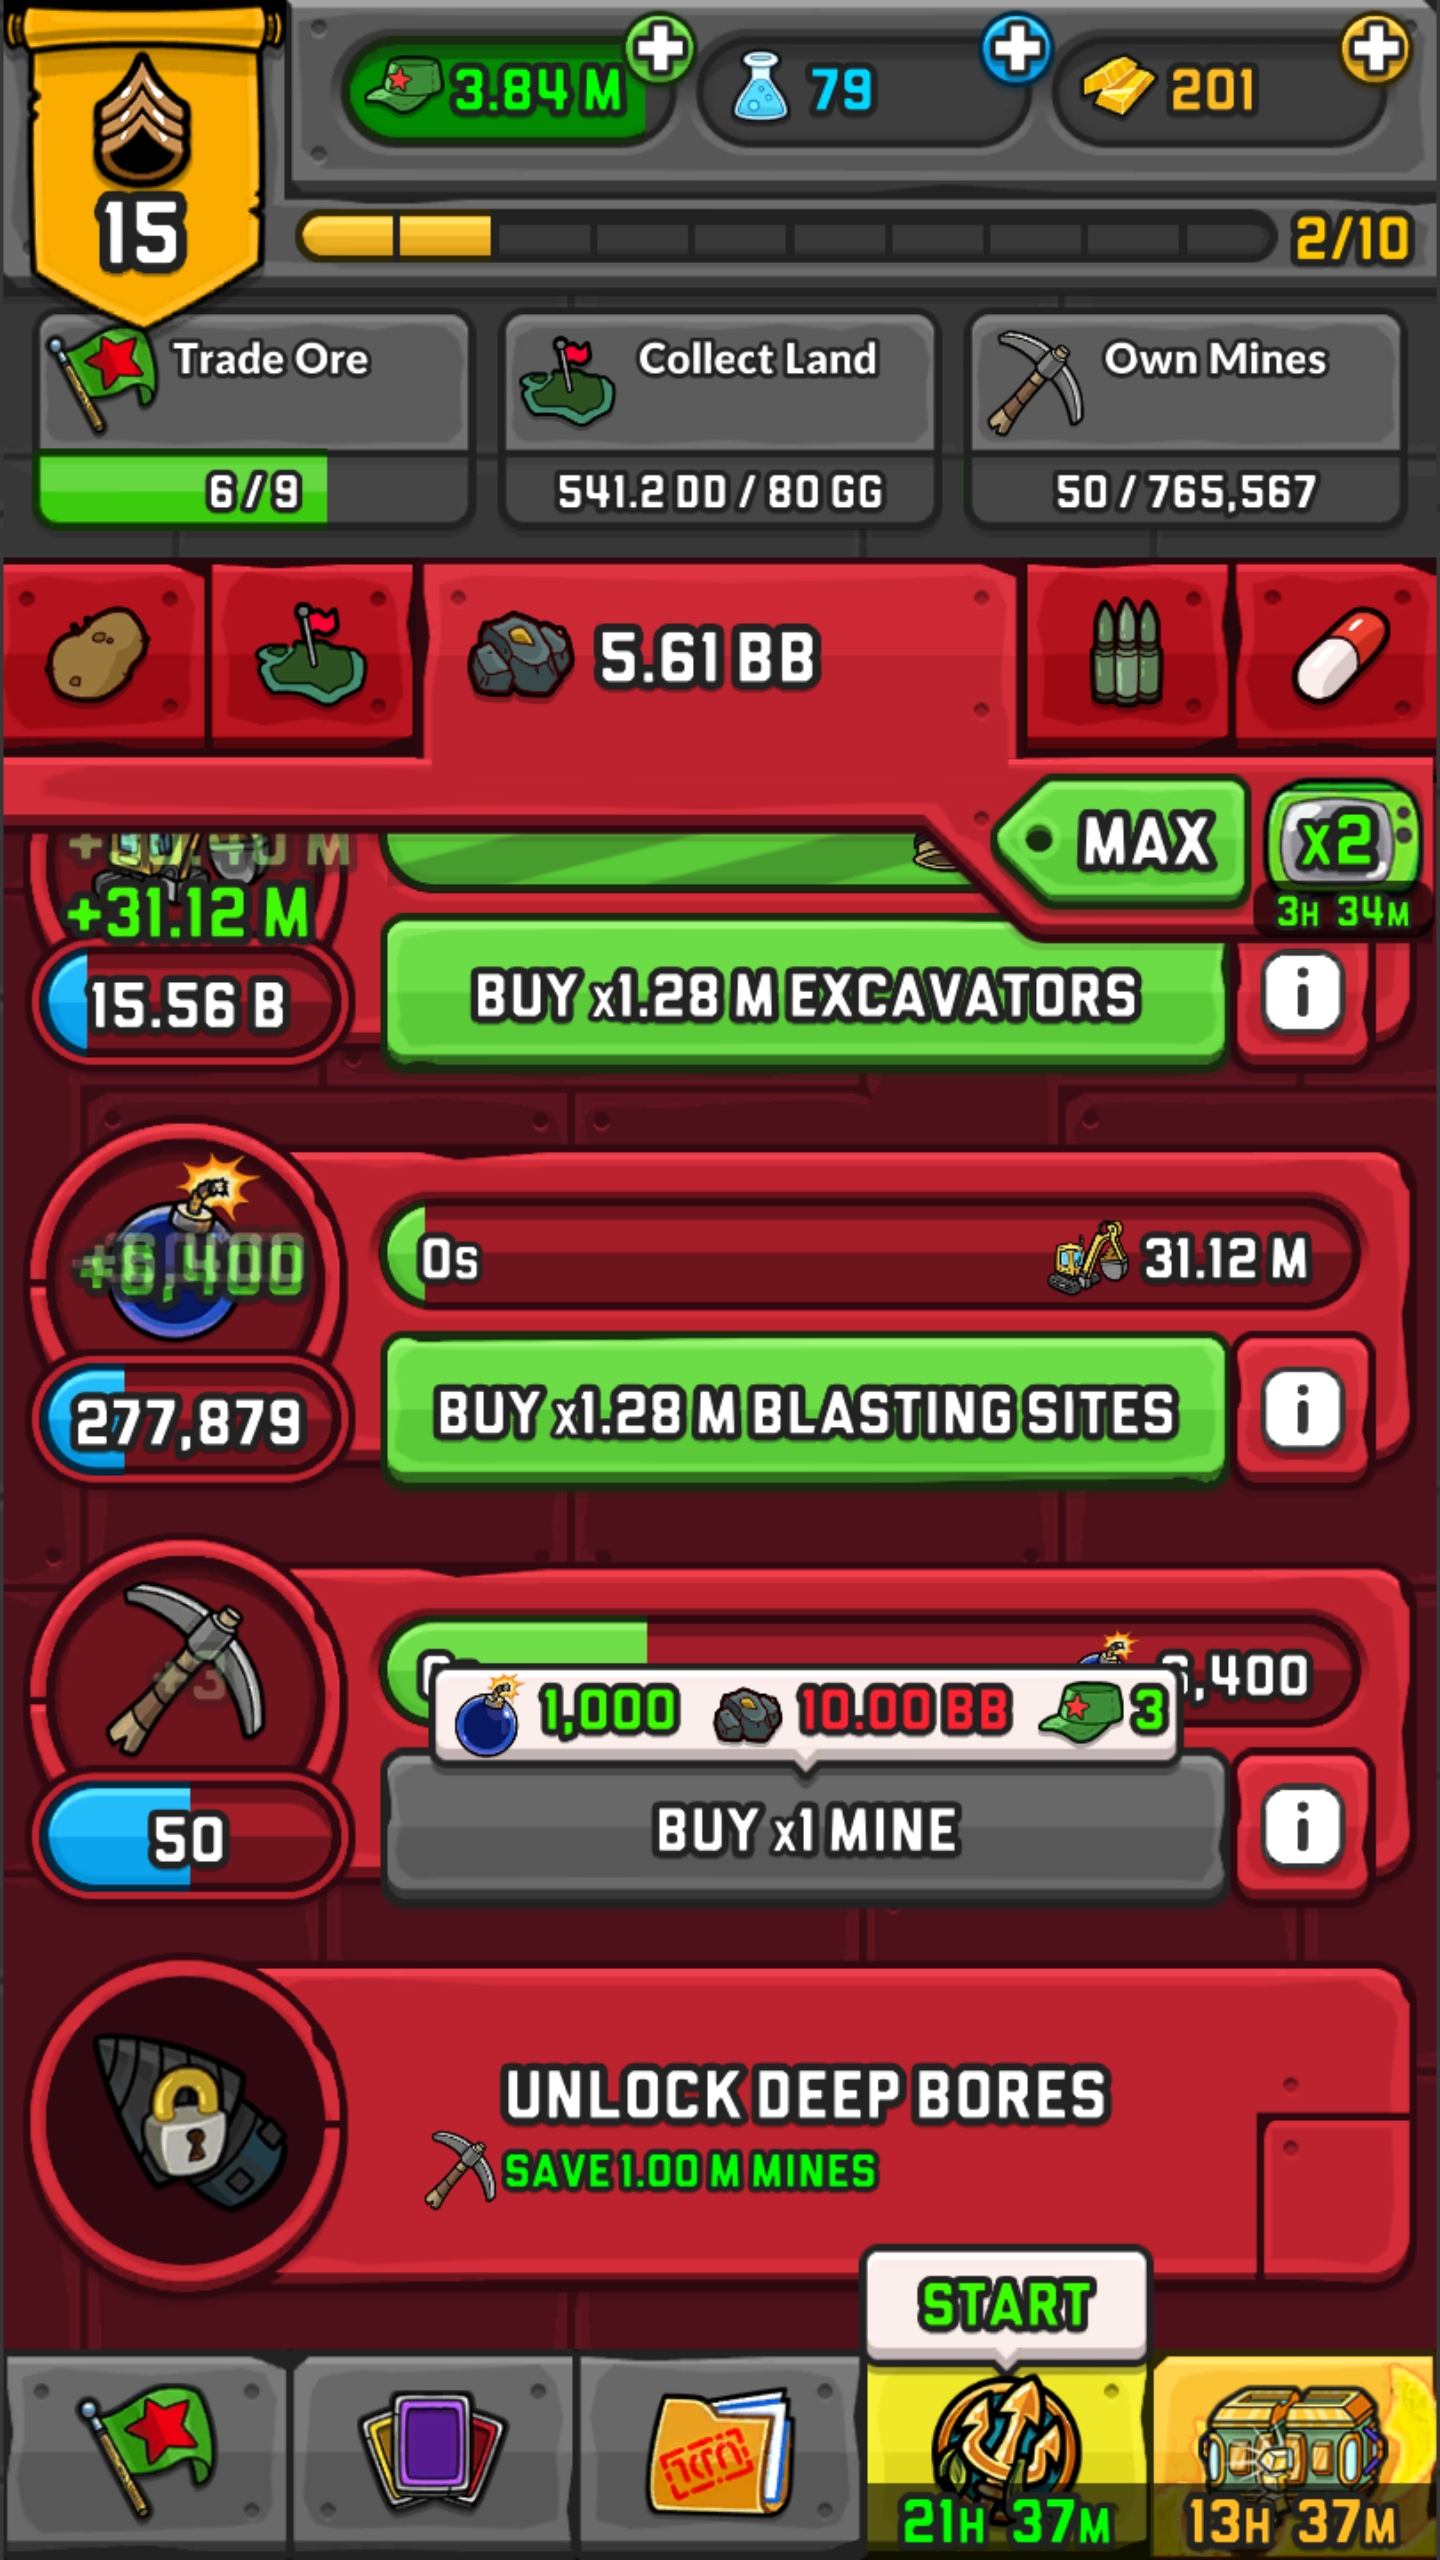 3.84 M
79
201
15
2/10
Trade Ore
Collect Land
Own Mines
6/9
541.2 DD / 80 GG
50 / 765,567
5.61 BB
MAX
x2
3H 34M
+31.12 M
15.56 B
BUY x1.28 M EXCAVATORS
+6,400
0s
31.12 M
277,879
BUY x1.28 M BLASTING SITES
,400
1,000
10.00 BB
3
50
BUY x1 MINE
UNLOCK DEEP BORES
SAVE 1.00 M MINES
START
21H 37M
13H 37M